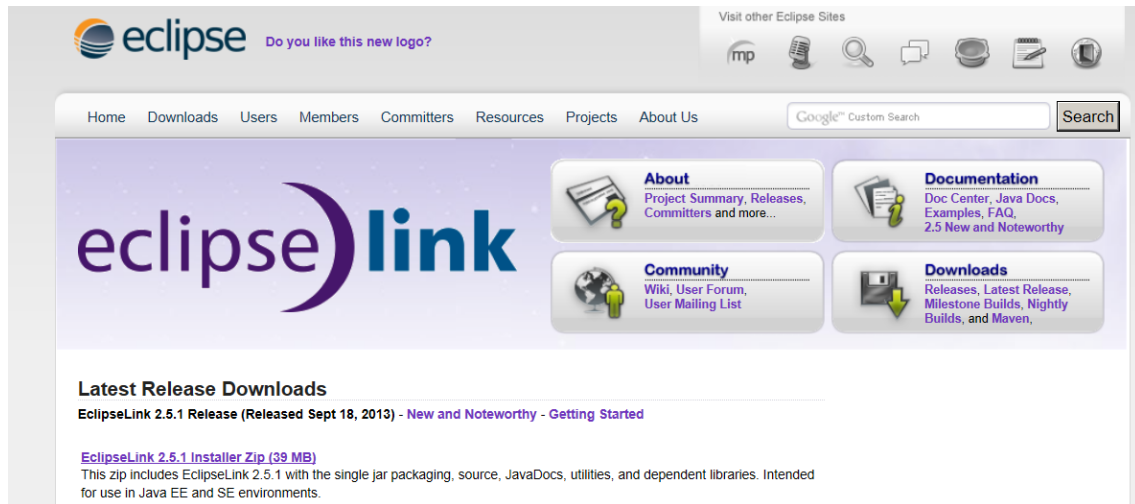 eclipse
Do you like this new logo?
Visit other Eclipse Sites
mp
Home Downloads Users Members Committers Resources Projects About Us
Google™ Custom Search
Search
eclipse link
About
Project Summary, Releases,
Committers and more...
Documentation
Doc Center, Java Docs,
Examples, FAQ,
2.5 New and Noteworthy
Community
Wiki, User Forum,
User Mailing List
Downloads
Releases, Latest Release,
Milestone Builds, Nightly
Builds, and Maven,
Latest Release Downloads
EclipseLink 2.5.1 Release (Released Sept 18, 2013) - New and Noteworthy - Getting Started
EclipseLink 2.5.1 Installer Zip (39 MB)
This zip includes EclipseLink 2.5.1 with the single jar packaging, source, JavaDocs, utilities, and dependent libraries. Intended
for use in Java EE and SE environments.